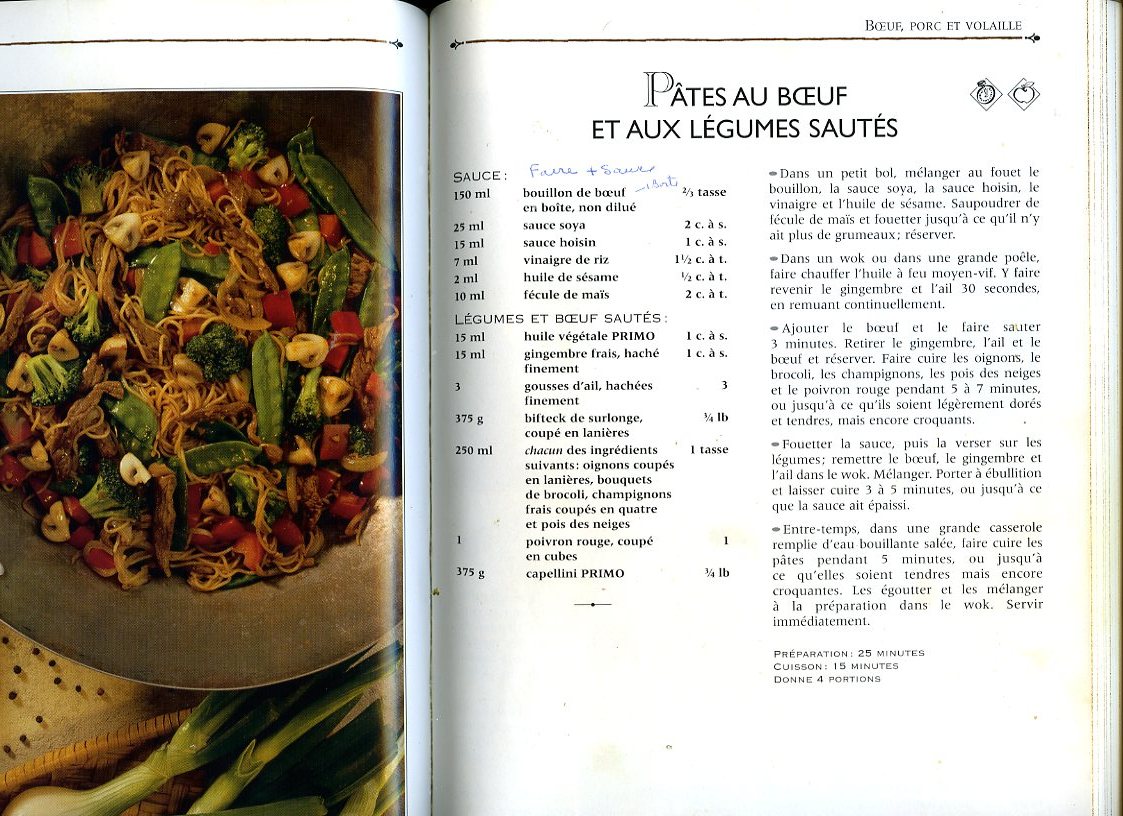 BŒUF, PORC ET VOLAILLE
PÂTES AU BŒUF
ET AUX LÉGUMES SAUTÉS
SAUCE :
Faire + Sauce
150 ml bouillon de bœuf 2/3 tasse
en boîte, non dilué
25 ml sauce soya 2 c. à s.
15 ml sauce hoisin 1 c. à s.
7 ml vinaigre de riz 1 1/2 c. à t.
2 ml huile de sésame 1/2 c. à t.
10 ml fécule de maïs 2 c. à t.
LÉGUMES ET BŒUF SAUTÉS :
15 ml huile végétale PRIMO 1 c. à s.
15 ml gingembre frais, haché 1 c. à s.
finement
3 gousses d'ail, hachées 3
finement
375 g bifteck de surlonge, 3/4 lb
coupé en lanières
250 ml chacun des ingrédients 1 tasse
suivants : oignons coupés
en lanières, bouquets
de brocoli, champignons
frais coupés en quatre
et pois des neiges
1 poivron rouge, coupé 1
en cubes
375 g capellini PRIMO 3/4 lb
Dans un petit bol, mélanger au fouet le
bouillon, la sauce soya, la sauce hoisin, le
vinaigre et l'huile de sésame. Saupoudrer de
fécule de maïs et fouetter jusqu'à ce qu'il n'y
ait plus de grumeaux ; réserver.
Dans un wok ou dans une grande poêle,
faire chauffer l'huile à feu moyen-vif. Y faire
revenir le gingembre et l'ail 30 secondes,
en remuant continuellement.
Ajouter le bœuf et le faire sauter
3 minutes. Retirer le gingembre, l'ail et le
bœuf et réserver. Faire cuire les oignons, le
brocoli, les champignons, les pois des neiges
et le poivron rouge pendant 5 à 7 minutes,
ou jusqu'à ce qu'ils soient légèrement dorés
et tendres, mais encore croquants.
Fouetter la sauce, puis la verser sur les
légumes ; remettre le bœuf, le gingembre et
l'ail dans le wok. Mélanger. Porter à ébullition
et laisser cuire 3 à 5 minutes, ou jusqu'à ce
que la sauce ait épaissi.
Entre-temps, dans une grande casserole
remplie d'eau bouillante salée, faire cuire les
pâtes pendant 5 minutes, ou jusqu'à
ce qu'elles soient tendres mais encore
croquantes. Les égoutter et les mélanger
à la préparation dans le wok. Servir
immédiatement.
PRÉPARATION : 25 MINUTES
CUISSON : 15 MINUTES
DONNE 4 PORTIONS